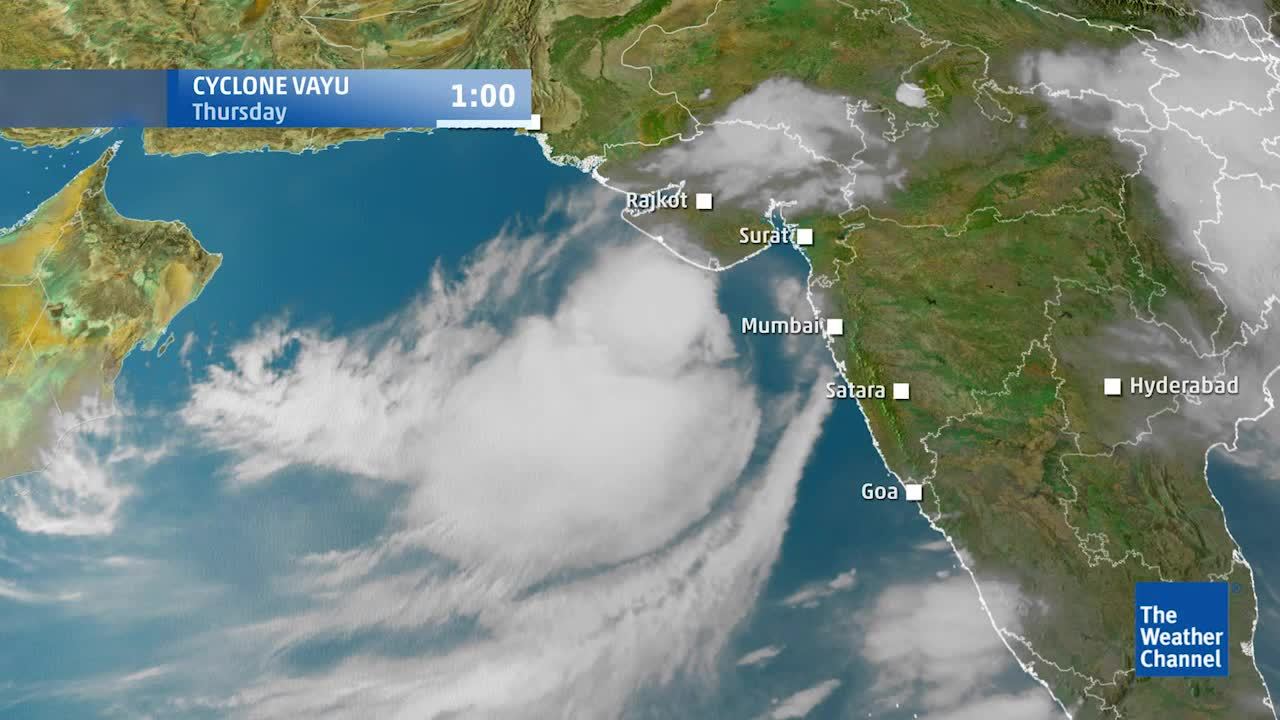 CYCLONE VAYU
Thursday
1:00
Rajkot
Surat
Mumbai
Satara
Hyderabad
Goa
The
Weather
Channel